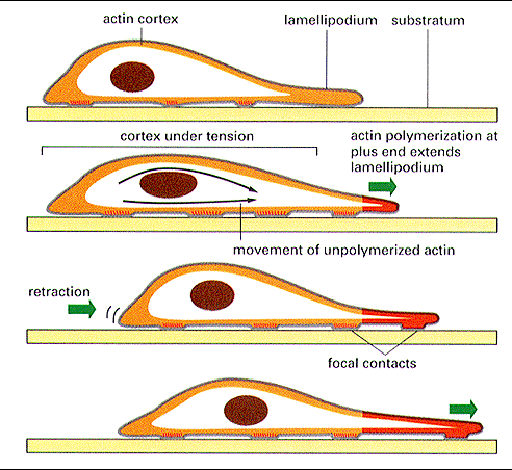 actin cortex
lamellipodium
substratum
cortex under tension
actin polymerization at
plus end extends
lamellipodium
movement of unpolymerized actin
retraction
focal contacts